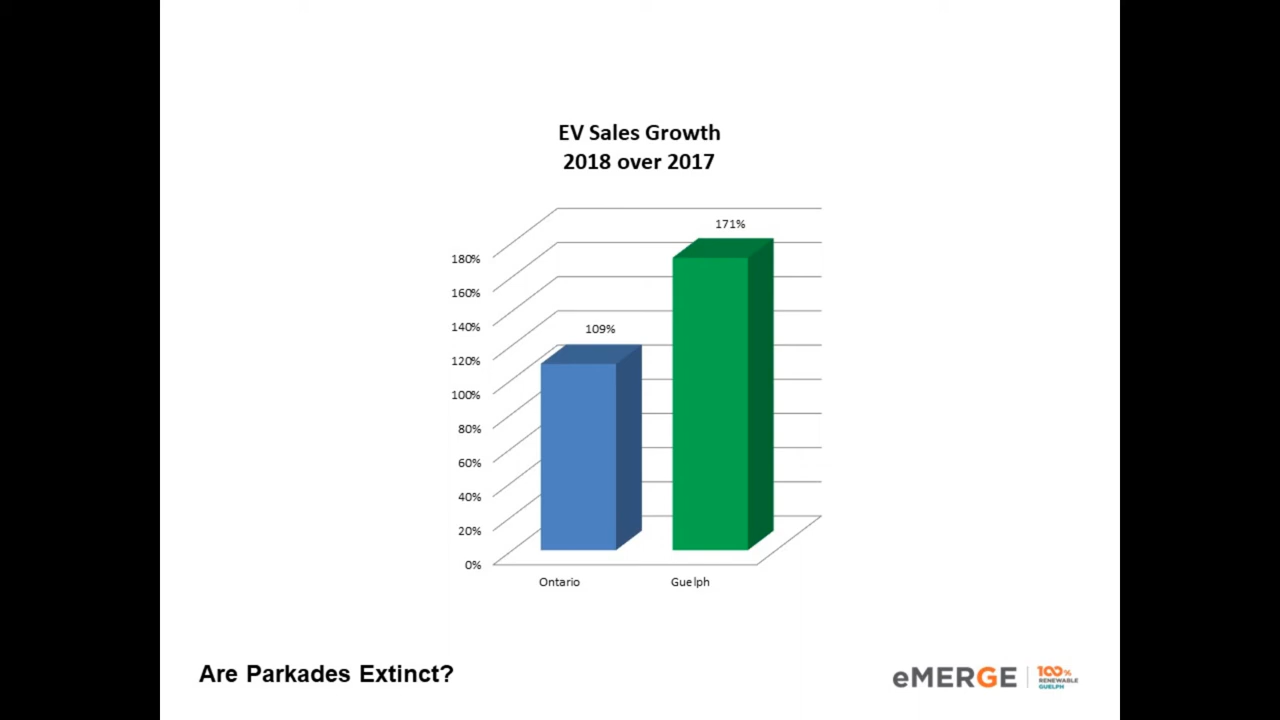 EV Sales Growth
2018 over 2017
171%
180%
160%
109%
140%
120%
100%
80%
60%
40%
20%
0%
Ontario
Guelph
Are Parkades Extinct?
eMERGE
100%
RENEWABLE
GUELPH